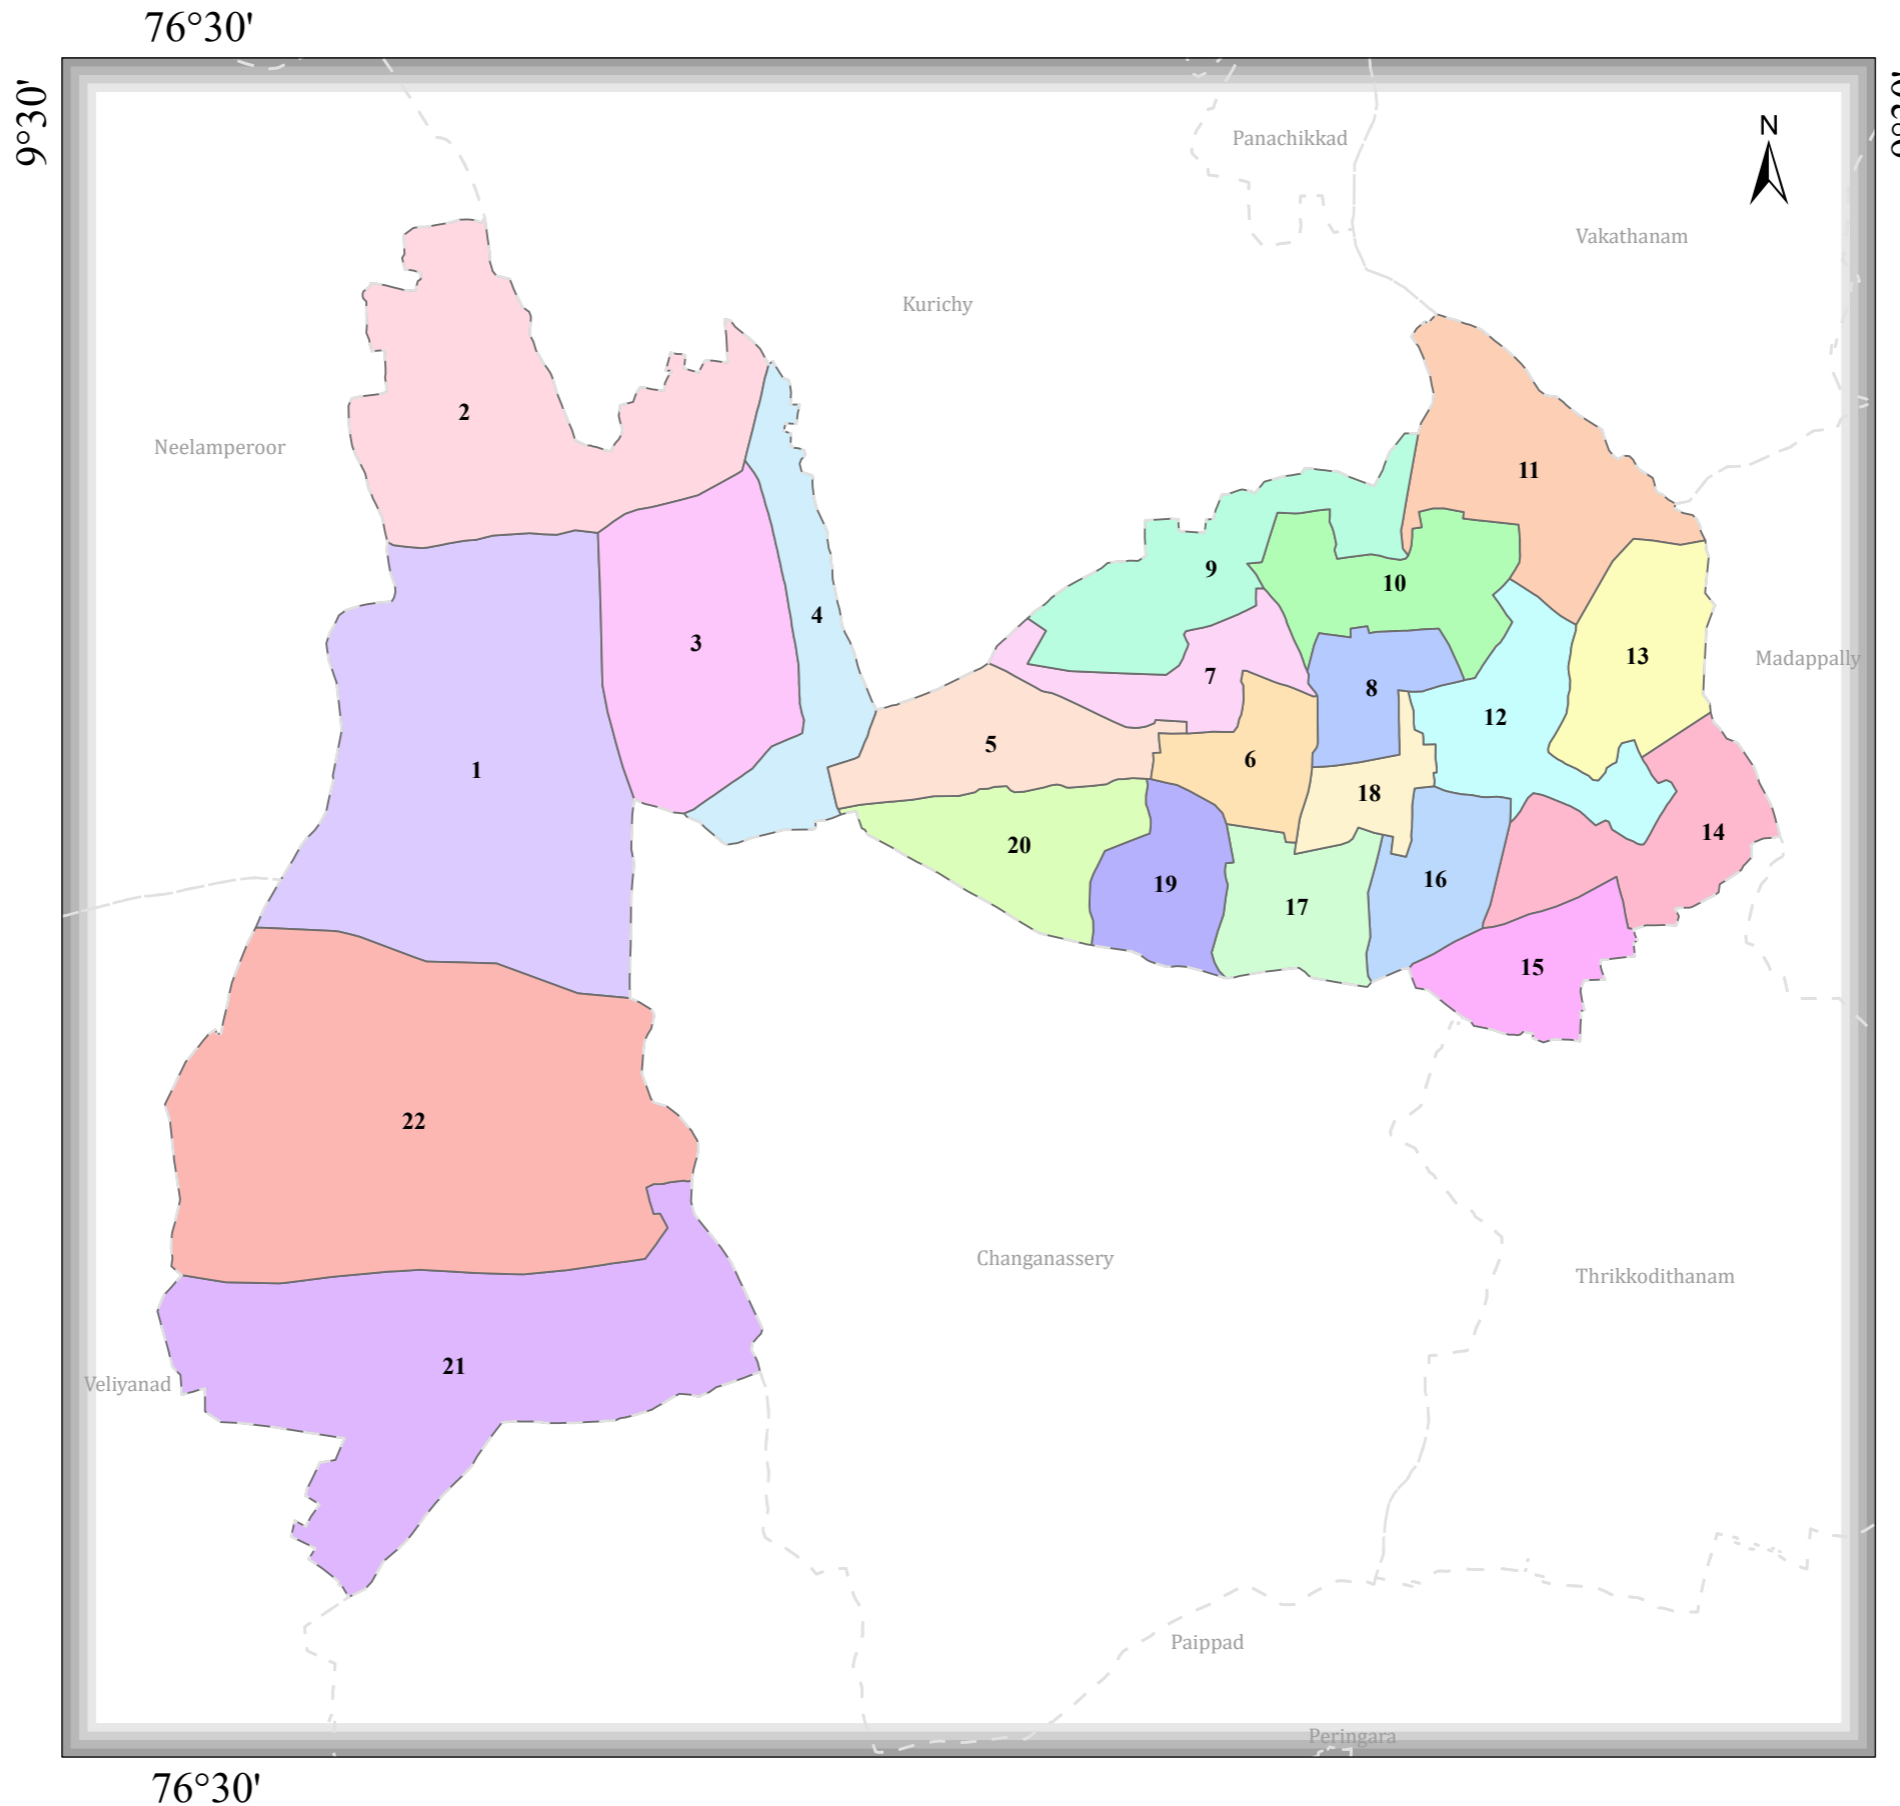 76°30'
9°30'
N
Panachikkad
Vakathanam
Kurichy
2
Neelamperoor
11
9
10
4
3
13
Madappally
7
8
12
5
6
1
18
14
20
16
19
17
15
22
Changanassery
Thrikkodithanam
21
Veliyanad
Paippad
Peringara
76°30'